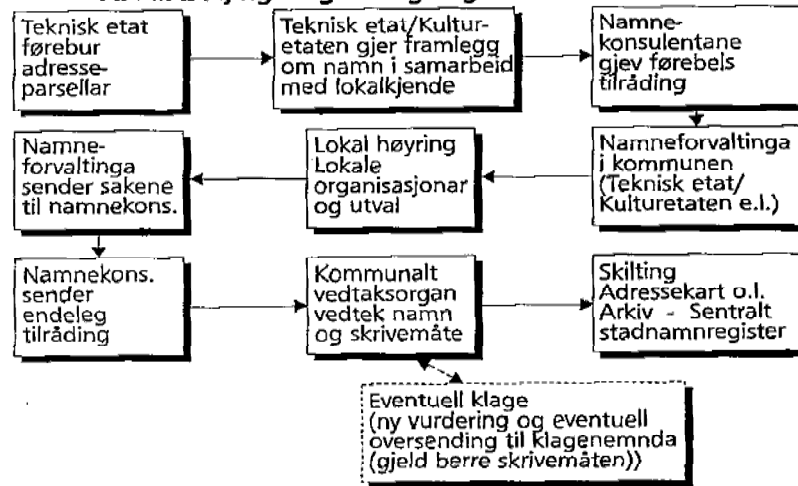 Teknisk etat
førebur
adresse-
parsellar
Teknisk etat/Kultur-
etaten gjer framlegg
om namn i samarbeid
med lokalkjende
Namne-
konsulentane
gjev førebels
tilråding
Namneforvaltinga
i kommunen
(Teknisk etat/
Kulturetaten e.l.)
Lokal høyring
Lokale
organisasjonar
og utval
Namne-
forvaltinga
sender sakene
til namnekons.
Namnekons.
sender
endeleg
tilråding
Kommunalt
vedtaksorgan
vedtek namn
og skrivemåte
Skilting
Adressekart o.l.
Arkiv - Sentralt
stadnamnregister
Eventuell klage
(ny vurdering og eventuell
oversending til klagenemnda
(gjeld berre skrivemåten))